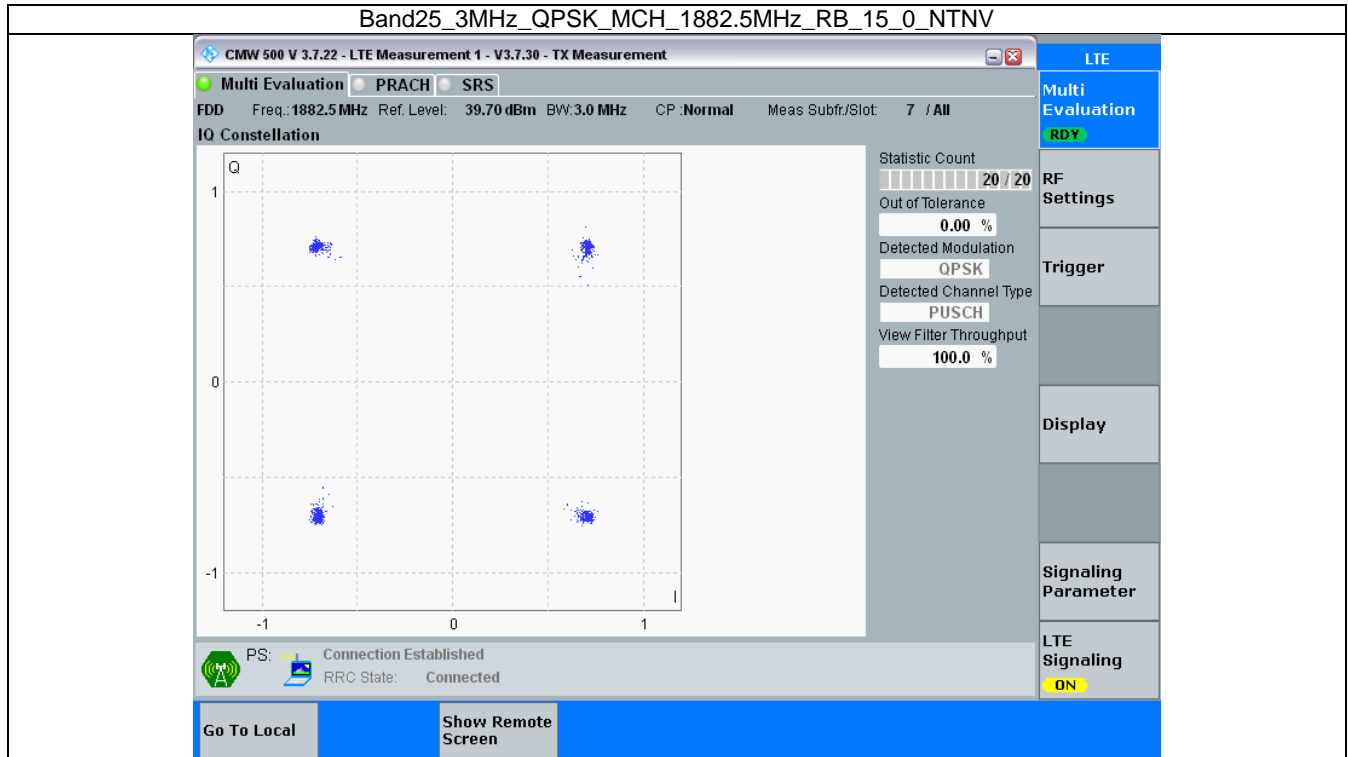 Band25_3MHz_QPSK_MCH_1882.5MHz_RB_15_0_NTNV
CMW 500 V 3.7.22 - LTE Measurement 1 - V3.7.30 - TX Measurement
LTE
Multi Evaluation PRACH SRS
Multi
Evaluation
RDY
FDD Freq.:1882.5 MHz Ref. Level: 39.70 dBm BW:3.0 MHz CP :Normal Meas Subfr./Slot: 7 / All
IQ Constellation
Q
1
0
-1
I
-1 0 1
Statistic Count
20 / 20
Out of Tolerance
0.00 %
Detected Modulation
QPSK
Detected Channel Type
PUSCH
View Filter Throughput
100.0 %
RF
Settings
Trigger
Display
Signaling
Parameter
LTE
Signaling
ON
PS: Connection Established
RRC State: Connected
Go To Local
Show Remote
Screen